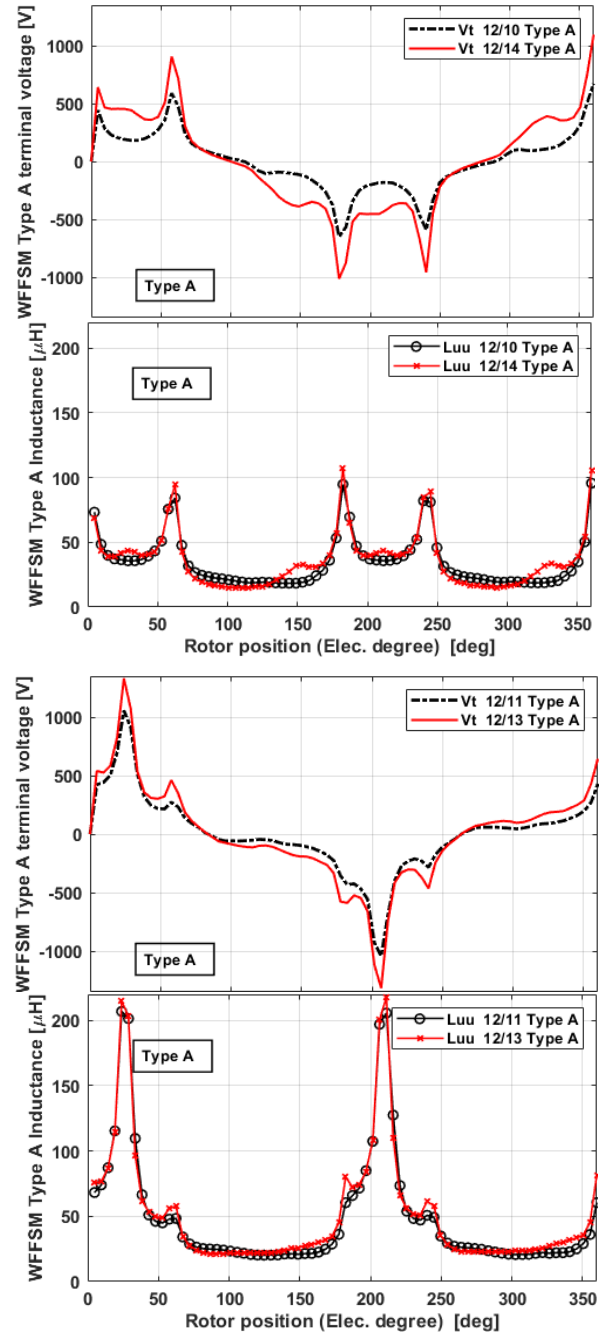 WFFSM Type A terminal voltage [V]
1000
500
0
-500
-1000
Vt 12/10 Type A
Vt 12/14 Type A
Type A
WFFSM Type A Inductance [μH]
200
150
100
50
0
Luu 12/10 Type A
Luu 12/14 Type A
Type A
0 50 100 150 200 250 300 350
Rotor position (Elec. degree) [deg]
WFFSM Type A terminal voltage [V]
1000
500
0
-500
-1000
Vt 12/11 Type A
Vt 12/13 Type A
Type A
WFFSM Type A Inductance [μH]
200
150
100
50
0
Luu 12/11 Type A
Luu 12/13 Type A
Type A
0 50 100 150 200 250 300 350
Rotor position (Elec. degree) [deg]